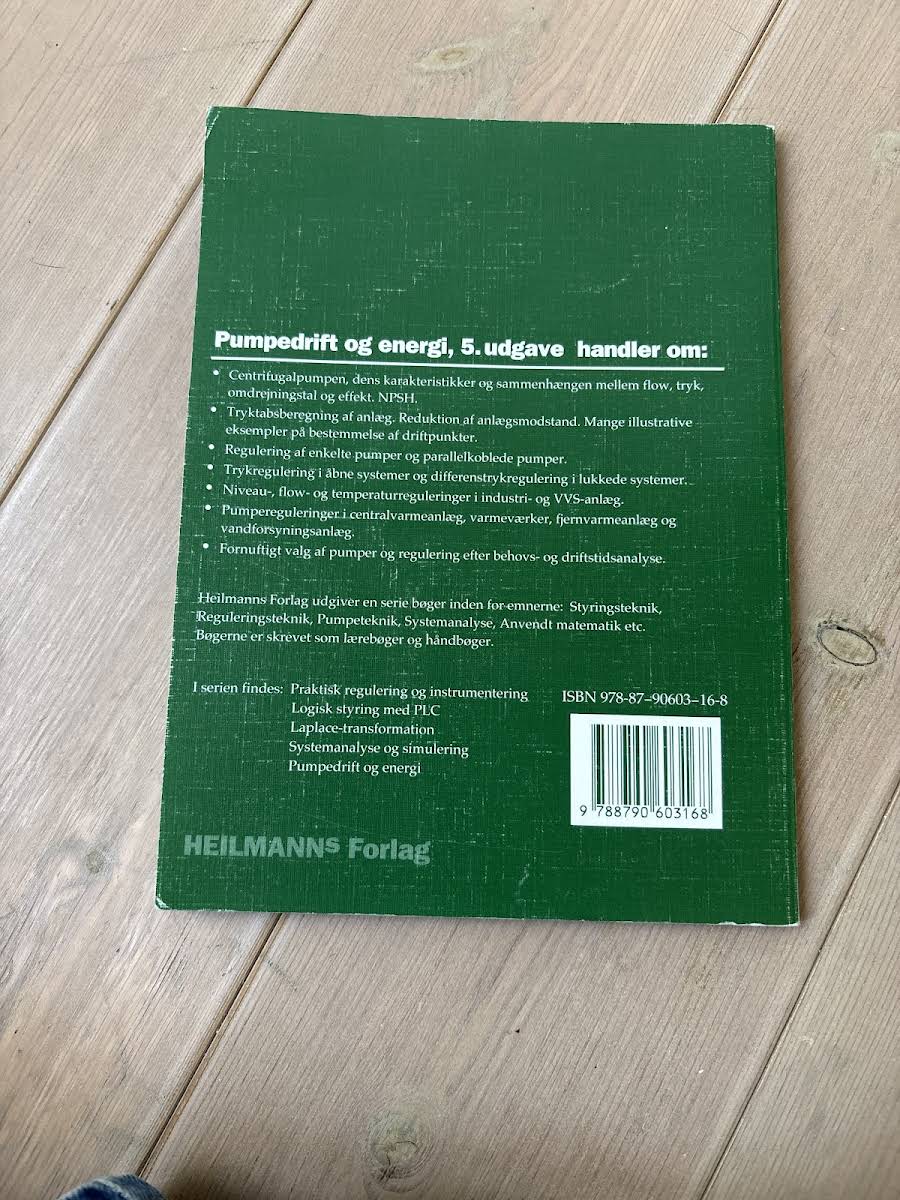 Pumpedrift og energi, 5. udgave handler om:
• Centrifugalpumpen, dens karakteristikker og sammenhængen mellem flow, tryk,
omdrejningstal og effekt. NPSH.
• Tryktabsberegning af anlæg. Reduktion af anlægsmodstand. Mange illustrative
eksempler på bestemmelse af driftpunkter.
• Regulering af enkelte pumper og parallelkoblede pumper.
• Trykregulering i åbne systemer og differenstrykregulering i lukkede systemer.
• Niveau-, flow- og temperaturreguleringer i industri- og VVS-anlæg.
• Pumpereguleringer i centralvarmeanlæg, varmeværker, fjernvarmeanlæg og
vandforsyningsanlæg.
• Fornuftigt valg af pumper og regulering efter behovs- og driftstidsanalyse.
Heilmanns Forlag udgiver en serie bøger inden for emnerne: Styringsteknik,
Reguleringsteknik, Pumpeteknik, Systemanalyse, Anvendt matematik etc.
Bøgerne er skrevet som lærebøger og håndbøger.
I serien findes: Praktisk regulering og instrumentering
Logisk styring med PLC
Laplace-transformation
Systemanalyse og simulering
Pumpedrift og energi
ISBN 978-87-90603-16-8
9 788790 603168
HEILMANNs Forlag